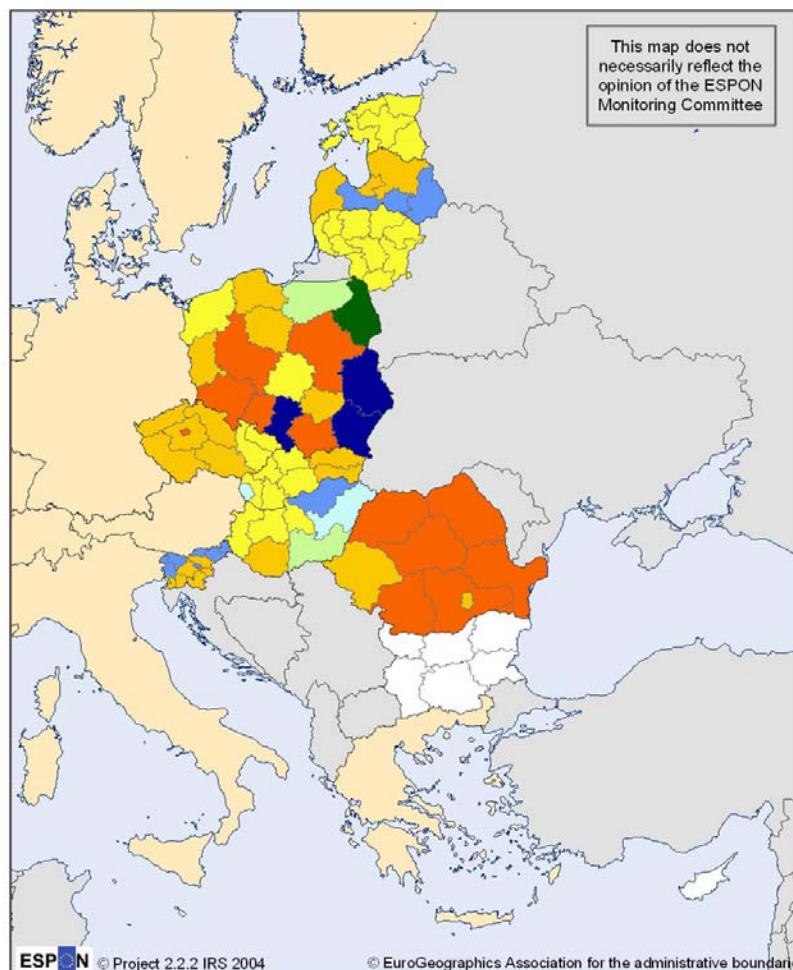 This map does not
necessarily reflect the
opinion of the ESPON
Monitoring Committee
ESPON © Project 2.2.2 IRS 2004
© EuroGeographics Association for the administrative boundarie